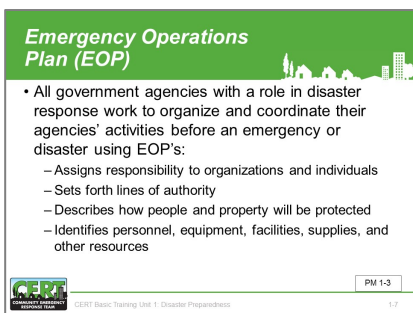 Emergency Operations
Plan (EOP)
• All government agencies with a role in disaster
response work to organize and coordinate their
agencies' activities before an emergency or
disaster using EOP's:
– Assigns responsibility to organizations and individuals
– Sets forth lines of authority
– Describes how people and property will be protected
– Identifies personnel, equipment, facilities, supplies, and
other resources
PM 1-3
CERT
COMMUNITY EMERGENCY
RESPONSE TEAM
CERT Basic Training Unit 1: Disaster Preparedness
1-7